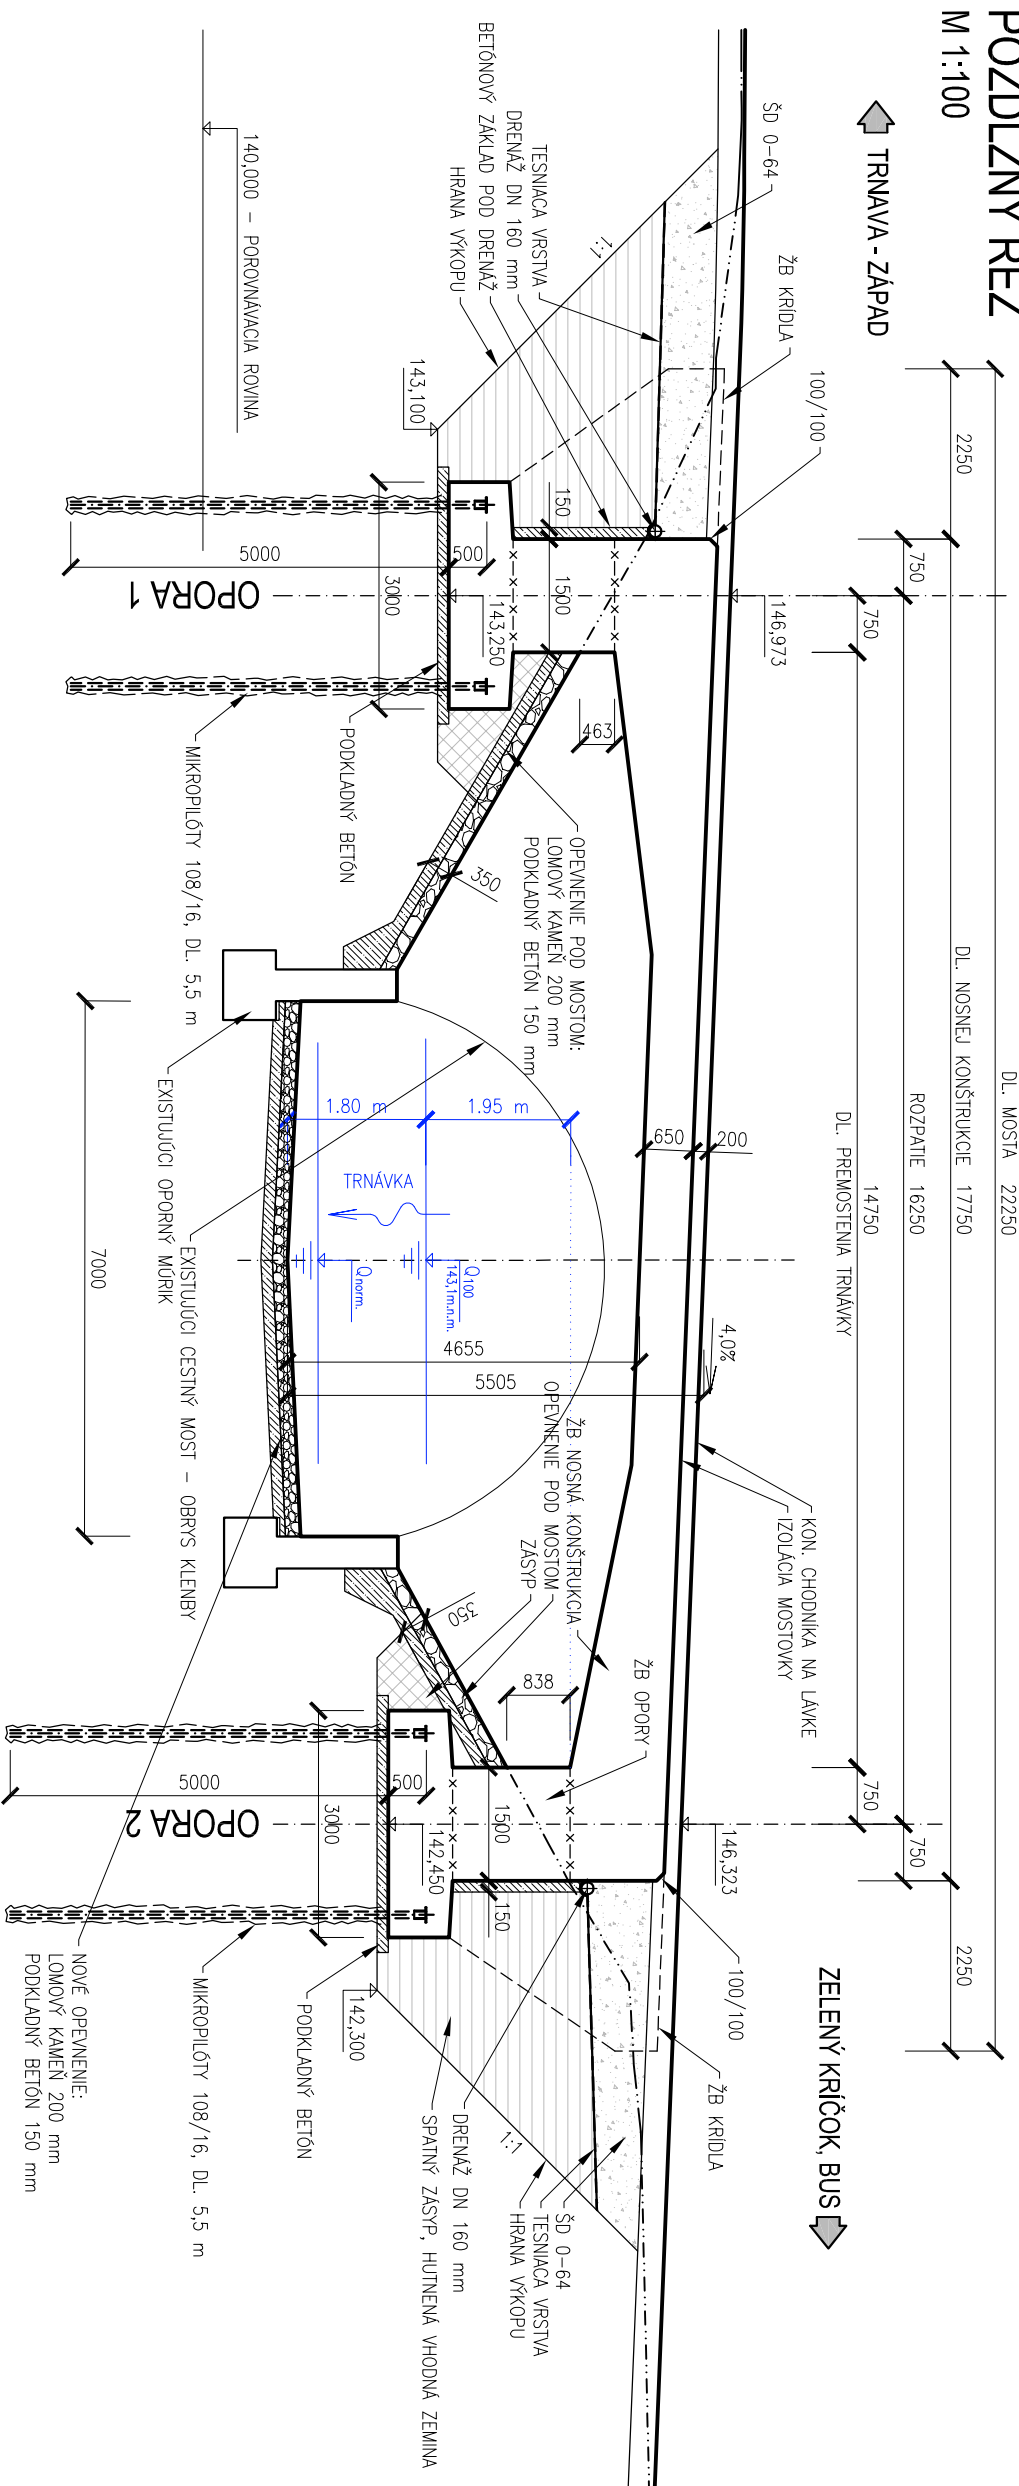 POZDĹŽNY REZ
M 1:100
TRNAVA - ZÁPAD
ZELENÝ KRÍČOK, BUS
DL. MOSTA 22250
DL. NOSNEJ KONŠTRUKCIE 17750
2250
2250
ROZPATIE 16250
750
750
14750
DL. PREMOSTENIA TRNÁVKY
750
750
ŠD 0-64
ŽB KRÍDLA
100/100
146,973
TESNIACA VRSTVA
DRENÁŽ DN 160 mm
BETÓNOVÝ ZÁKLAD POD DRENÁŽ
HRANA VÝKOPU
1:1
143,100
140,000 - POROVNÁVACIA ROVINA
150
1500
500
5000
3000
143,250
OPORA 1
463
MIKROPILÓTY 108/16, DL. 5,5 m
PODKLADNÝ BETÓN
OPEVNENIE POD MOSTOM:
LOMOVÝ KAMEŇ 200 mm
PODKLADNÝ BETÓN 150 mm
350
EXISTUJÚCI OPORNÝ MÚRIK
EXISTUJÚCI CESTNÝ MOST - OBRYS KLENBY
7000
1.80 m
1.95 m
TRNÁVKA
Q100
143,1m.n.m.
Qnorm.
650
200
4,0%
4655
5505
KON. CHODNÍKA NA LÁVKE
IZOLÁCIA MOSTOVKY
ŽB NOSNÁ KONŠTRUKCIA
OPEVNENIE POD MOSTOM
ZÁSYP
ŽB OPORY
350
838
146,323
1500
150
500
5000
3000
142,450
OPORA 2
142,300
100/100
ŽB KRÍDLA
ŠD 0-64
TESNIACA VRSTVA
HRANA VÝKOPU
1:1
DRENÁŽ DN 160 mm
SPATNÝ ZÁSYP, HUTNENÁ VHODNÁ ZEMINA
PODKLADNÝ BETÓN
MIKROPILÓTY 108/16, DL. 5,5 m
NOVÉ OPEVNENIE:
LOMOVÝ KAMEŇ 200 mm
PODKLADNÝ BETÓN 150 mm